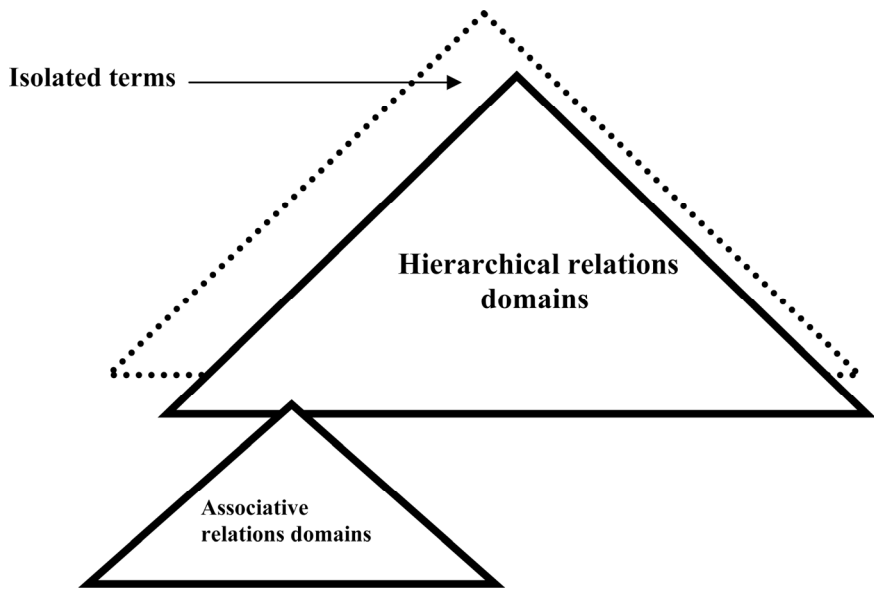 Isolated terms
Hierarchical relations
domains
Associative
relations domains